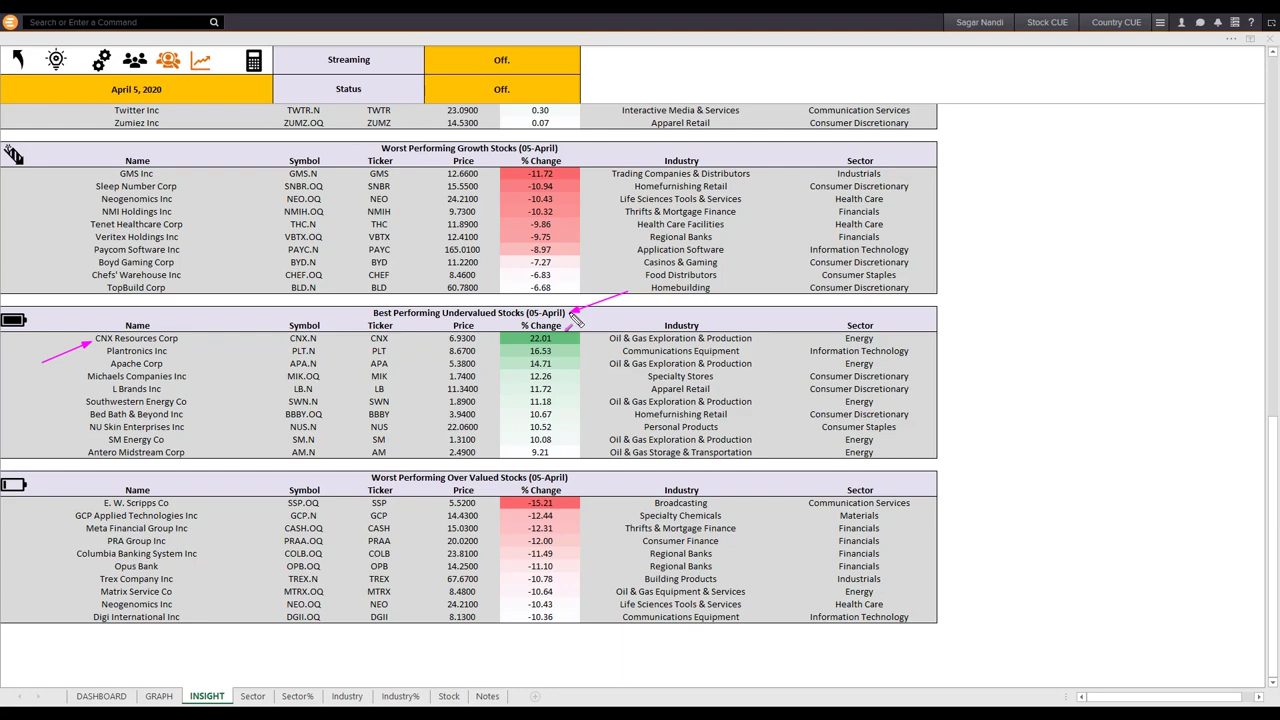 Search or Enter a Command Sagar Nandi Stock CUE Country CUE
Streaming Off.
April 5, 2020 Status Off.
Twitter Inc TWTR.N TWTR 23.0900 0.30 Interactive Media & Services Communication Services
Zumiez Inc ZUMZ.OQ ZUMZ 14.5300 0.07 Apparel Retail Consumer Discretionary
Worst Performing Growth Stocks (05-April)
Name Symbol Ticker Price % Change Industry Sector
GMS Inc GMS.N GMS 12.6600 -11.72 Trading Companies & Distributors Industrials
Sleep Number Corp SNBR.OQ SNBR 15.5500 -10.94 Homefurnishing Retail Consumer Discretionary
Neogenomics Inc NEO.OQ NEO 24.2100 -10.43 Life Sciences Tools & Services Health Care
NMI Holdings Inc NMIH.OQ NMIH 9.7300 -10.32 Thrifts & Mortgage Finance Financials
Tenet Healthcare Corp THC.N THC 11.8900 -9.86 Health Care Facilities Health Care
Veritex Holdings Inc VBTX.OQ VBTX 12.4100 -9.75 Regional Banks Financials
Paycom Software Inc PAYC.N PAYC 165.0100 -8.97 Application Software Information Technology
Boyd Gaming Corp BYD.N BYD 11.2200 -7.27 Casinos & Gaming Consumer Discretionary
Chefs' Warehouse Inc CHEF.OQ CHEF 8.4600 -6.83 Food Distributors Consumer Staples
TopBuild Corp BLD.N BLD 60.7800 -6.68 Homebuilding Consumer Discretionary
Best Performing Undervalued Stocks (05-April)
Name Symbol Ticker Price % Change Industry Sector
CNX Resources Corp CNX.N CNX 6.9300 22.01 Oil & Gas Exploration & Production Energy
Plantronics Inc PLT.N PLT 8.6700 16.53 Communications Equipment Information Technology
Apache Corp APA.N APA 5.3800 14.71 Oil & Gas Exploration & Production Energy
Michaels Companies Inc MIK.OQ MIK 1.7400 12.26 Specialty Stores Consumer Discretionary
L Brands Inc LB.N LB 11.3400 11.72 Apparel Retail Consumer Discretionary
Southwestern Energy Co SWN.N SWN 2.0600 11.18 Oil & Gas Exploration & Production Energy
Bed Bath & Beyond Inc BBBY.OQ BBBY 3.9400 10.67 Homefurnishing Retail Consumer Discretionary
NU Skin Enterprises Inc NUS.N NUS 22.0600 10.52 Personal Products Consumer Staples
SM Energy Co SM.N SM 1.3100 10.08 Oil & Gas Exploration & Production Energy
Antero Midstream Corp AM.N AM 2.4900 9.21 Oil & Gas Storage & Transportation Energy
Worst Performing Over Valued Stocks (05-April)
Name Symbol Ticker Price % Change Industry Sector
E. W. Scripps Co SSP.OQ SSP 5.5200 -15.21 Broadcasting Communication Services
GCP Applied Technologies Inc GCP.N GCP 14.4300 -12.44 Specialty Chemicals Materials
Meta Financial Group Inc CASH.OQ CASH 15.0300 -12.31 Thrifts & Mortgage Finance Financials
PRA Group Inc PRAA.OQ PRAA 20.0200 -12.00 Consumer Finance Financials
Columbia Banking System Inc COLB.OQ COLB 23.8100 -11.49 Regional Banks Financials
Opus Bank OPB.OQ OPB 14.2500 -11.10 Regional Banks Financials
Trex Company Inc TREX.N TREX 67.6700 -10.78 Building Products Industrials
Matrix Service Co MTRX.OQ MTRX 8.4800 -10.64 Oil & Gas Equipment & Services Energy
Neogenomics Inc NEO.OQ NEO 24.2100 -10.43 Life Sciences Tools & Services Health Care
Digi International Inc DGII.OQ DGII 8.1300 -10.36 Communications Equipment Information Technology
DASHBOARD GRAPH INSIGHT Sector Sector% Industry Industry% Stock Notes